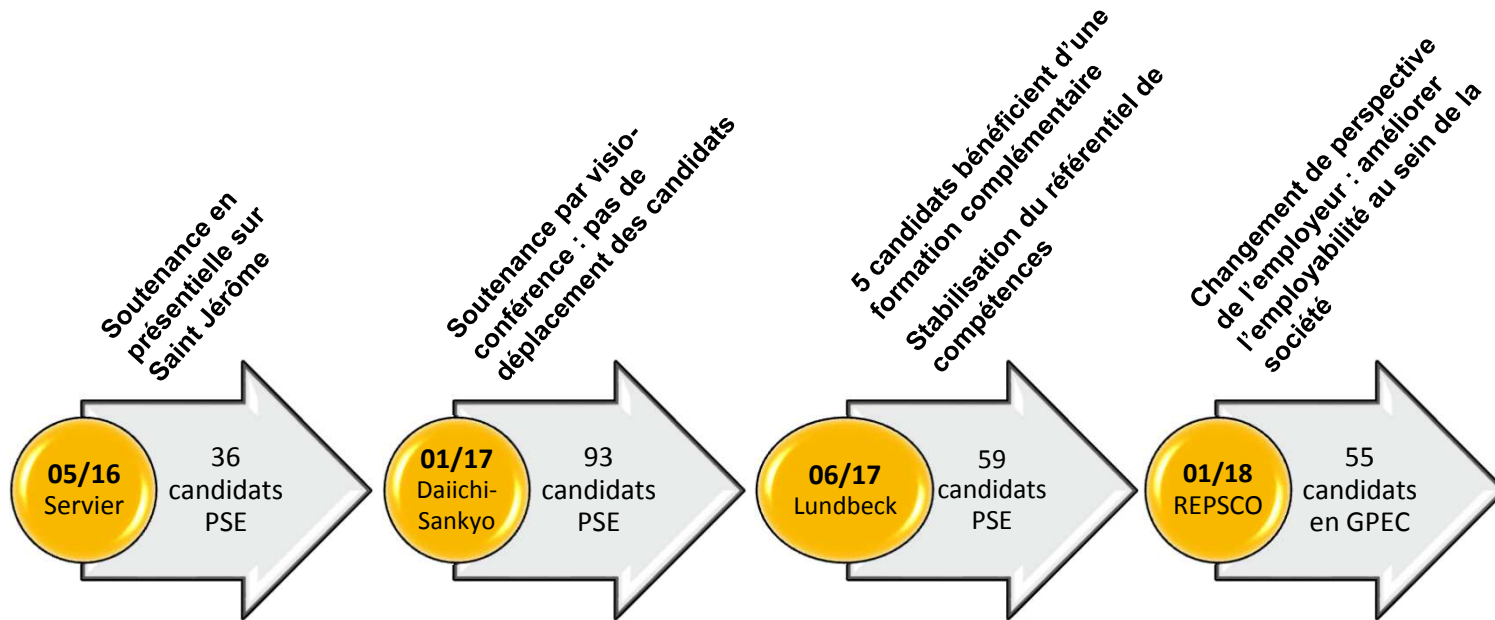 Soutenance en
présentielle sur
Saint Jérôme
05/16
Servier
36
candidats
PSE
Soutenance par visio-
conférence : pas de
déplacement des candidats
01/17
Daiichi-
Sankyo
93
candidats
PSE
5 candidats bénéficient d’une
formation complémentaire
Stabilisation du référentiel de
compétences
06/17
Lundbeck
59
candidats
PSE
Changement de perspective
de l’employeur : améliorer
l’employabilité au sein de la
société
01/18
REPSCO
55
candidats
en GPEC